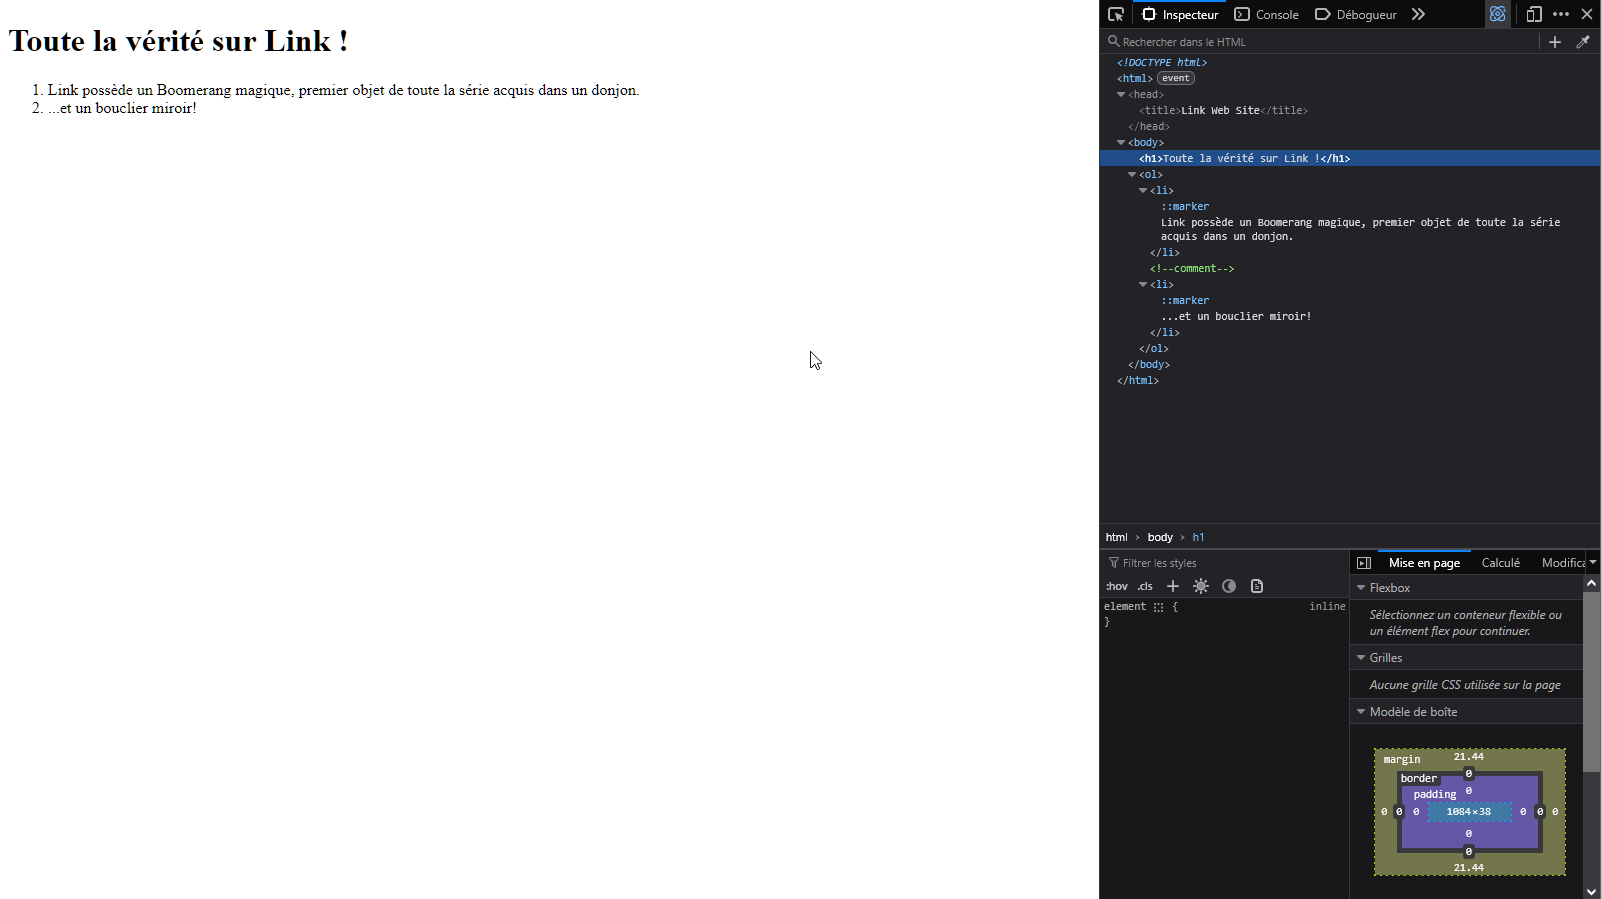 Toute la vérité sur Link !
1. Link possède un Boomerang magique, premier objet de toute la série acquis dans un donjon.
2. ...et un bouclier miroir!
Inspecteur Console Débogueur
Rechercher dans le HTML
<!DOCTYPE html>
<html> event
<head>
<title>Link Web Site</title>
</head>
<body>
<h1>Toute la vérité sur Link !</h1>
<ol>
<li>
::marker
Link possède un Boomerang magique, premier objet de toute la série
acquis dans un donjon.
</li>
<!--comment-->
<li>
::marker
...et un bouclier miroir!
</li>
</ol>
</body>
</html>
html > body > h1
Filtrer les styles
:hov .cls
element { inline
}
Mise en page Calculé Modifica
Flexbox
Sélectionnez un conteneur flexible ou
un élément flex pour continuer.
Grilles
Aucune grille CSS utilisée sur la page
Modèle de boîte
margin 21.44
border 0
padding 0
0 0 0 1084×38 0 0 0
0
0
21.44